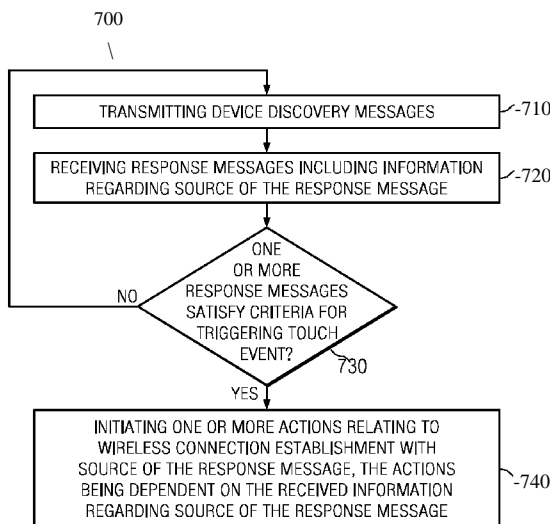 700
TRANSMITTING DEVICE DISCOVERY MESSAGES
-710
RECEIVING RESPONSE MESSAGES INCLUDING INFORMATION
REGARDING SOURCE OF THE RESPONSE MESSAGE
-720
ONE
OR MORE
RESPONSE MESSAGES
SATISFY CRITERIA FOR
TRIGGERING TOUCH
EVENT?
NO
730
YES
INITIATING ONE OR MORE ACTIONS RELATING TO
WIRELESS CONNECTION ESTABLISHMENT WITH
SOURCE OF THE RESPONSE MESSAGE, THE ACTIONS
BEING DEPENDENT ON THE RECEIVED INFORMATION
REGARDING SOURCE OF THE RESPONSE MESSAGE
-740